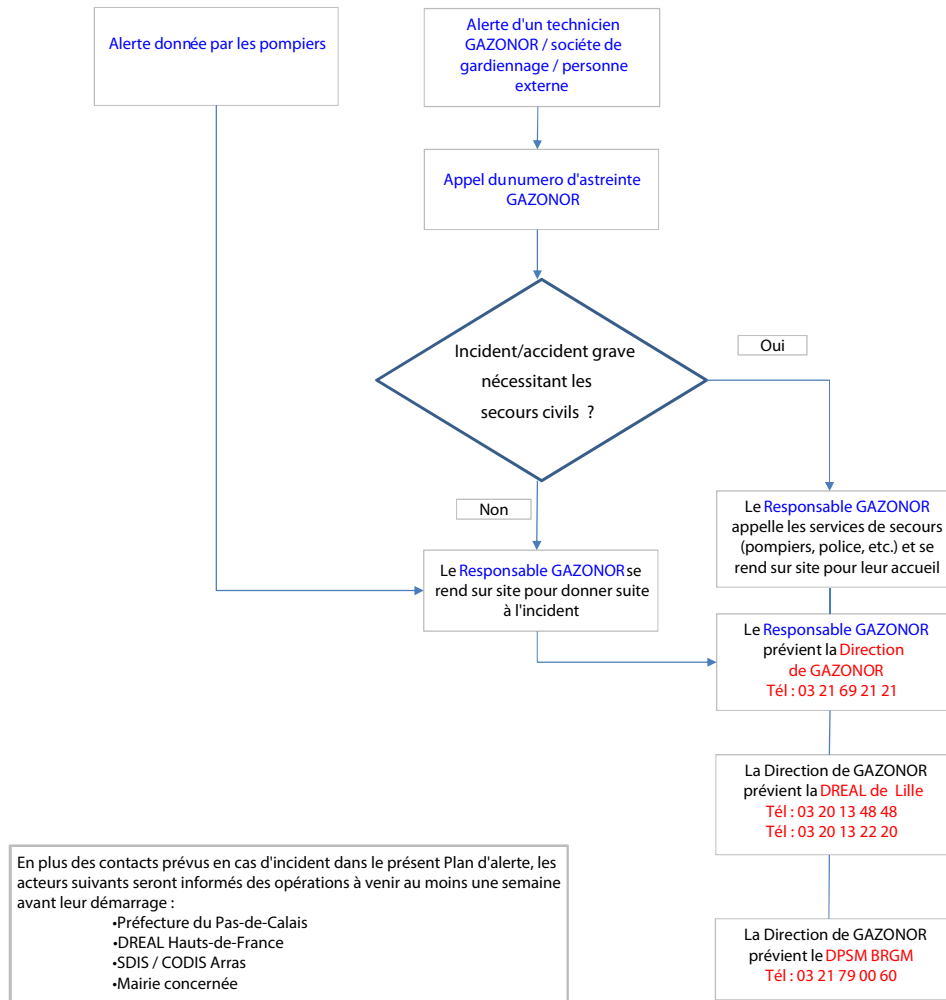 Alerte donnée par les pompiers
Alerte d'un technicien
GAZONOR / sociéte de
gardiennage / personne
externe
Appel dunumero d'astreinte
GAZONOR
Incident/accident grave
nécessitant les
secours civils ?
Oui
Non
Le Responsable GAZONOR
appelle les services de secours
(pompiers, police, etc.) et se
rend sur site pour leur accueil
Le Responsable GAZONOR se
rend sur site pour donner suite
à l'incident
Le Responsable GAZONOR
prévient la Direction
de GAZONOR
Tél : 03 21 69 21 21
La Direction de GAZONOR
prévient la DREAL de Lille
Tél : 03 20 13 48 48
Tél : 03 20 13 22 20
En plus des contacts prévus en cas d'incident dans le présent Plan d'alerte, les
acteurs suivants seront informés des opérations à venir au moins une semaine
avant leur démarrage :
•Préfecture du Pas-de-Calais
•DREAL Hauts-de-France
•SDIS / CODIS Arras
•Mairie concernée
La Direction de GAZONOR
prévient le DPSM BRGM
Tél : 03 21 79 00 60